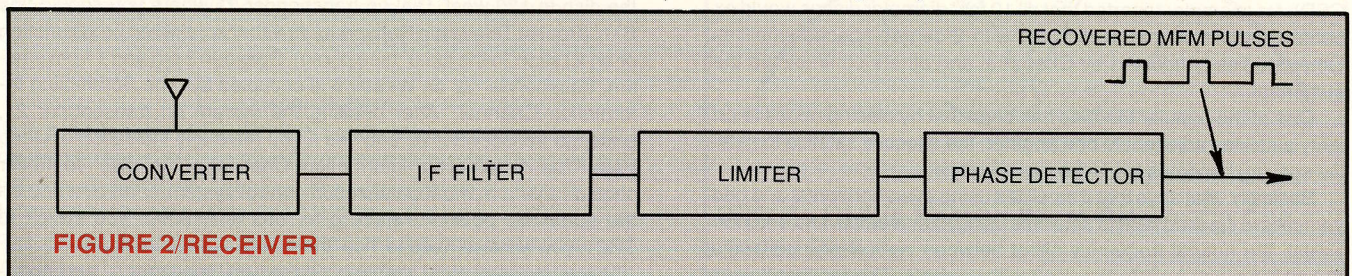 RECOVERED MFM PULSES
CONVERTER
I F FILTER
LIMITER
PHASE DETECTOR
FIGURE 2/RECEIVER